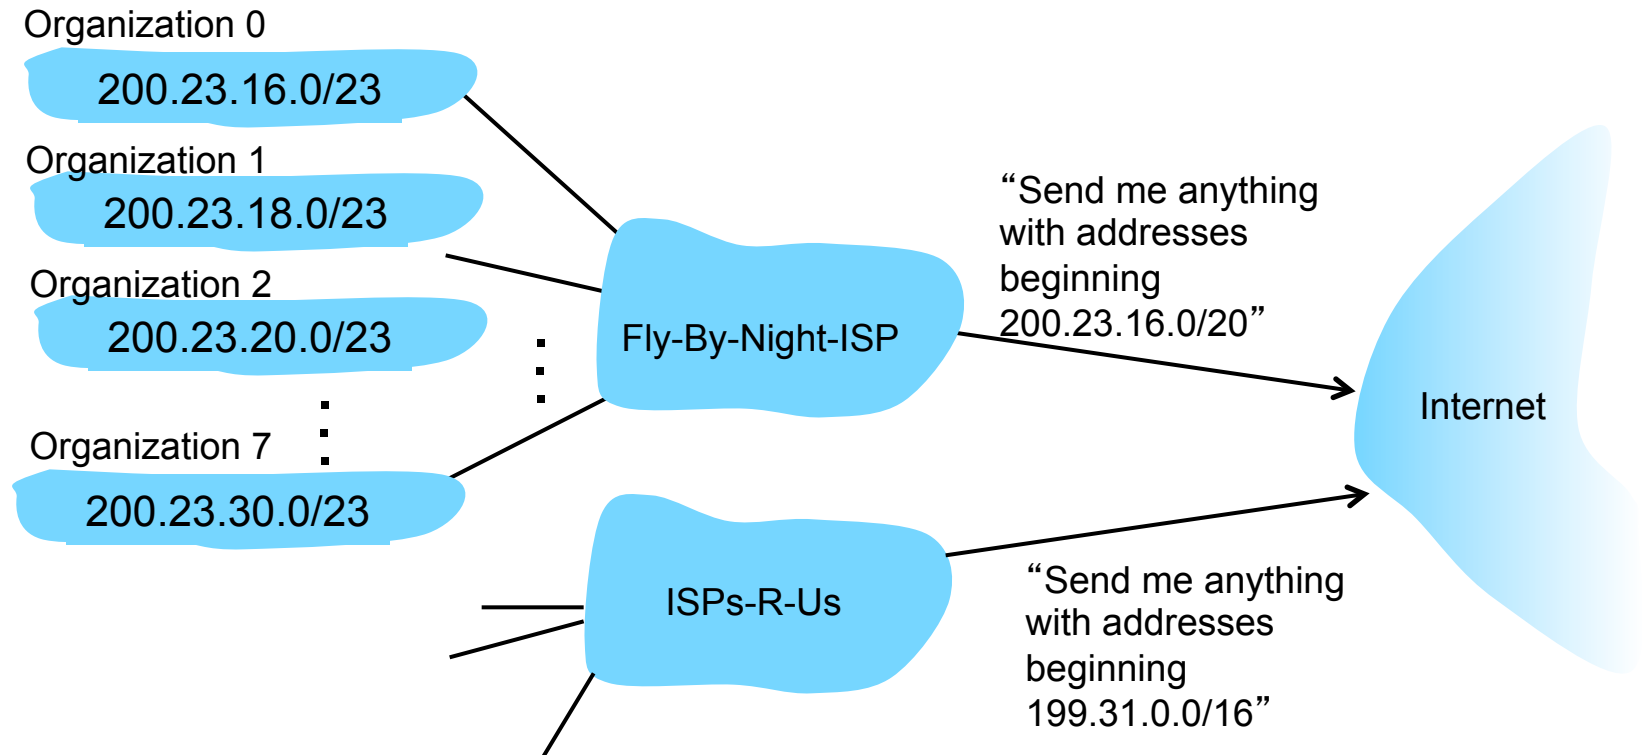 Organization 0
200.23.16.0/23
Organization 1
200.23.18.0/23
Organization 2
200.23.20.0/23
Organization 7
200.23.30.0/23
Fly-By-Night-ISP
“Send me anything
with addresses
beginning
200.23.16.0/20”
Internet
ISPs-R-Us
“Send me anything
with addresses
beginning
199.31.0.0/16”